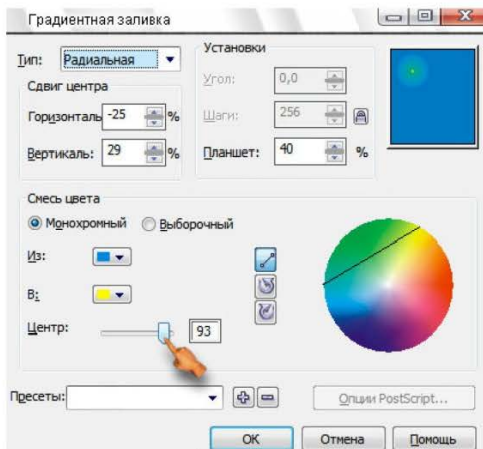 Градиентная заливка
Тип: Радиальная
Установки
Угол: 0,0
Шаги: 256
Планшет: 40 %
Сдвиг центра
Горизонталь -25 %
Вертикаль: 29 %
Смесь цвета
Монохромный Выборочный
Из:
В:
Центр: 93
Пресеты:
Опции PostScript...
OK Отмена Помощь